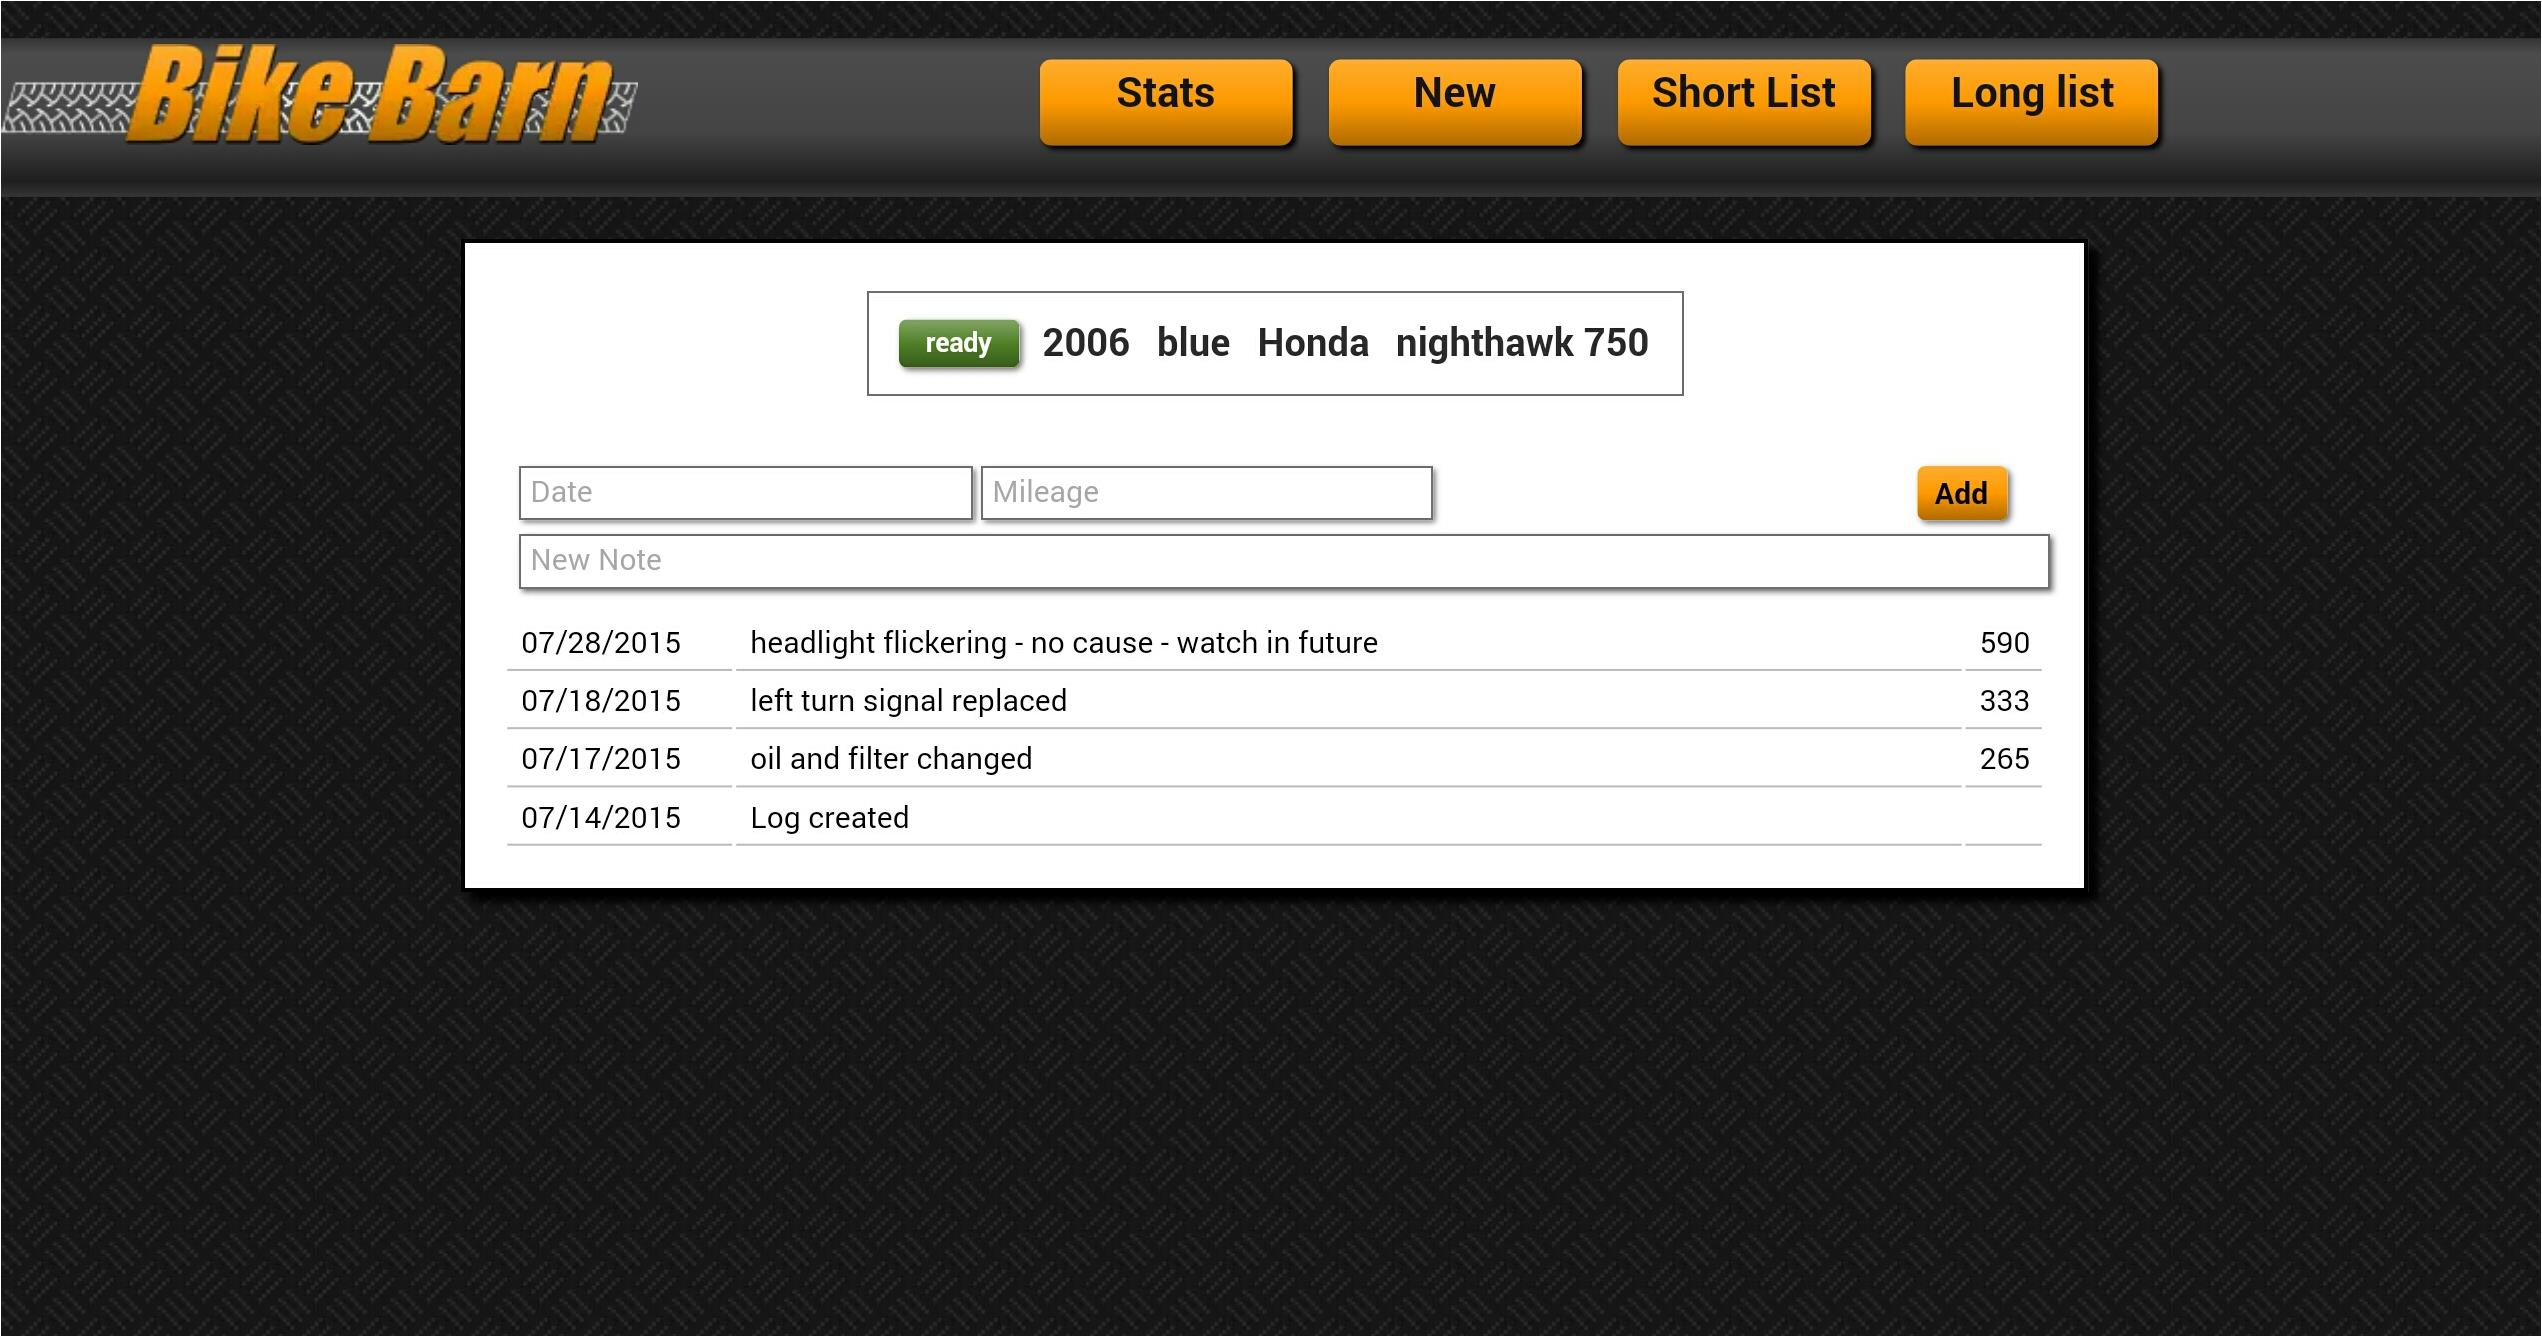 Bike Barn
Stats New Short List Long list
ready 2006 blue Honda nighthawk 750
Date Mileage Add
New Note
07/28/2015 headlight flickering - no cause - watch in future 590
07/18/2015 left turn signal replaced 333
07/17/2015 oil and filter changed 265
07/14/2015 Log created